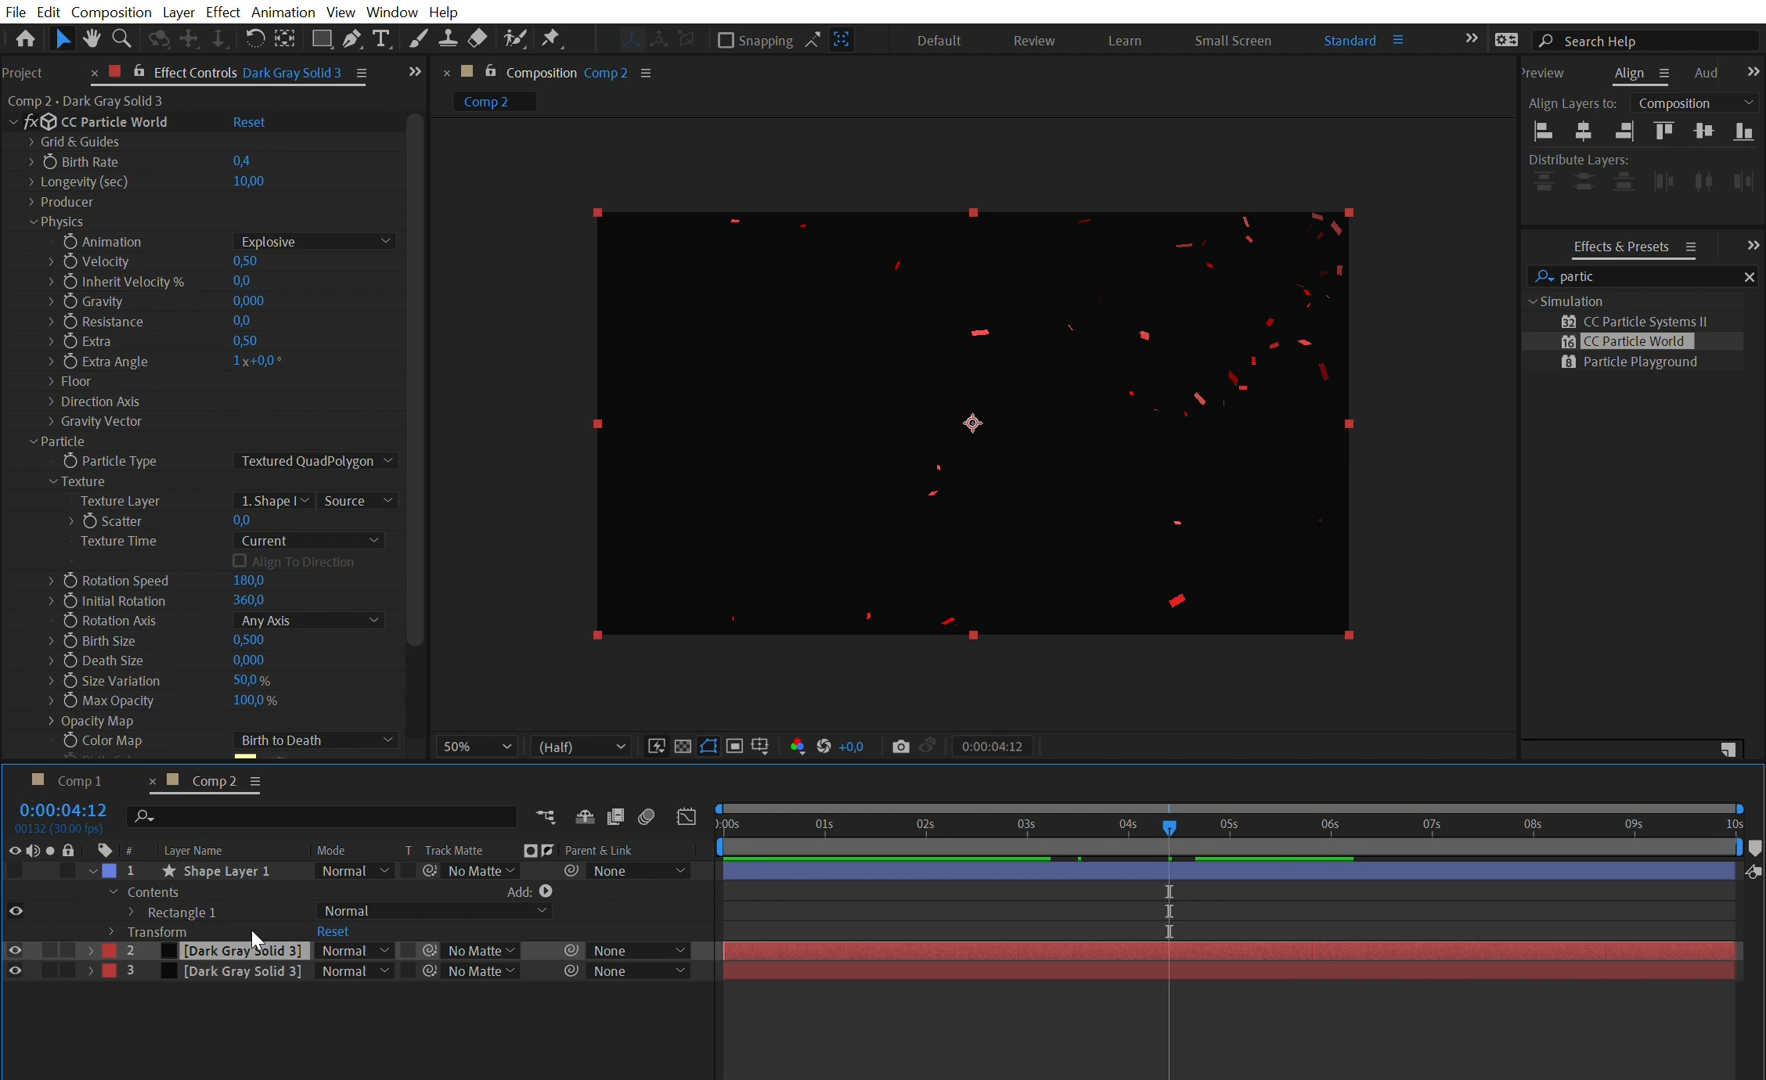 File Edit Composition Layer Effect Animation View Window Help
Snapping Default Review Learn Small Screen Standard » Search Help
Project × Effect Controls Dark Gray Solid 3 »
Comp 2 • Dark Gray Solid 3
fx CC Particle World Reset
Grid & Guides
Birth Rate 0,4
Longevity (sec) 10,00
Producer
Physics
Animation Explosive
Velocity 0,50
Inherit Velocity % 0,0
Gravity 0,000
Resistance 0,0
Extra 0,50
Extra Angle 1 x+0,0 °
Floor
Direction Axis
Gravity Vector
Particle
Particle Type Textured QuadPolygon
Texture
Texture Layer 1. Shape l Source
Scatter 0,0
Texture Time Current
Align To Direction
Rotation Speed 180,0
Initial Rotation 360,0
Rotation Axis Any Axis
Birth Size 0,500
Death Size 0,000
Size Variation 50,0 %
Max Opacity 100,0 %
Opacity Map
Color Map Birth to Death
× Composition Comp 2
Comp 2
50% (Half) +0,0 0:00:04:12
Preview Align Aud »
Align Layers to: Composition
Distribute Layers:
Effects & Presets »
partic ×
Simulation
32 CC Particle Systems II
16 CC Particle World
8 Particle Playground
Comp 1 × Comp 2
0:00:04:12
00132 (30.00 fps)
):00s 01s 02s 03s 04s 05s 06s 07s 08s 09s 10s
# Layer Name Mode T Track Matte Parent & Link
1 Shape Layer 1 Normal No Matte None
Contents Add:
Rectangle 1 Normal
Transform Reset
2 [Dark Gray Solid 3] Normal No Matte None
3 [Dark Gray Solid 3] Normal No Matte None